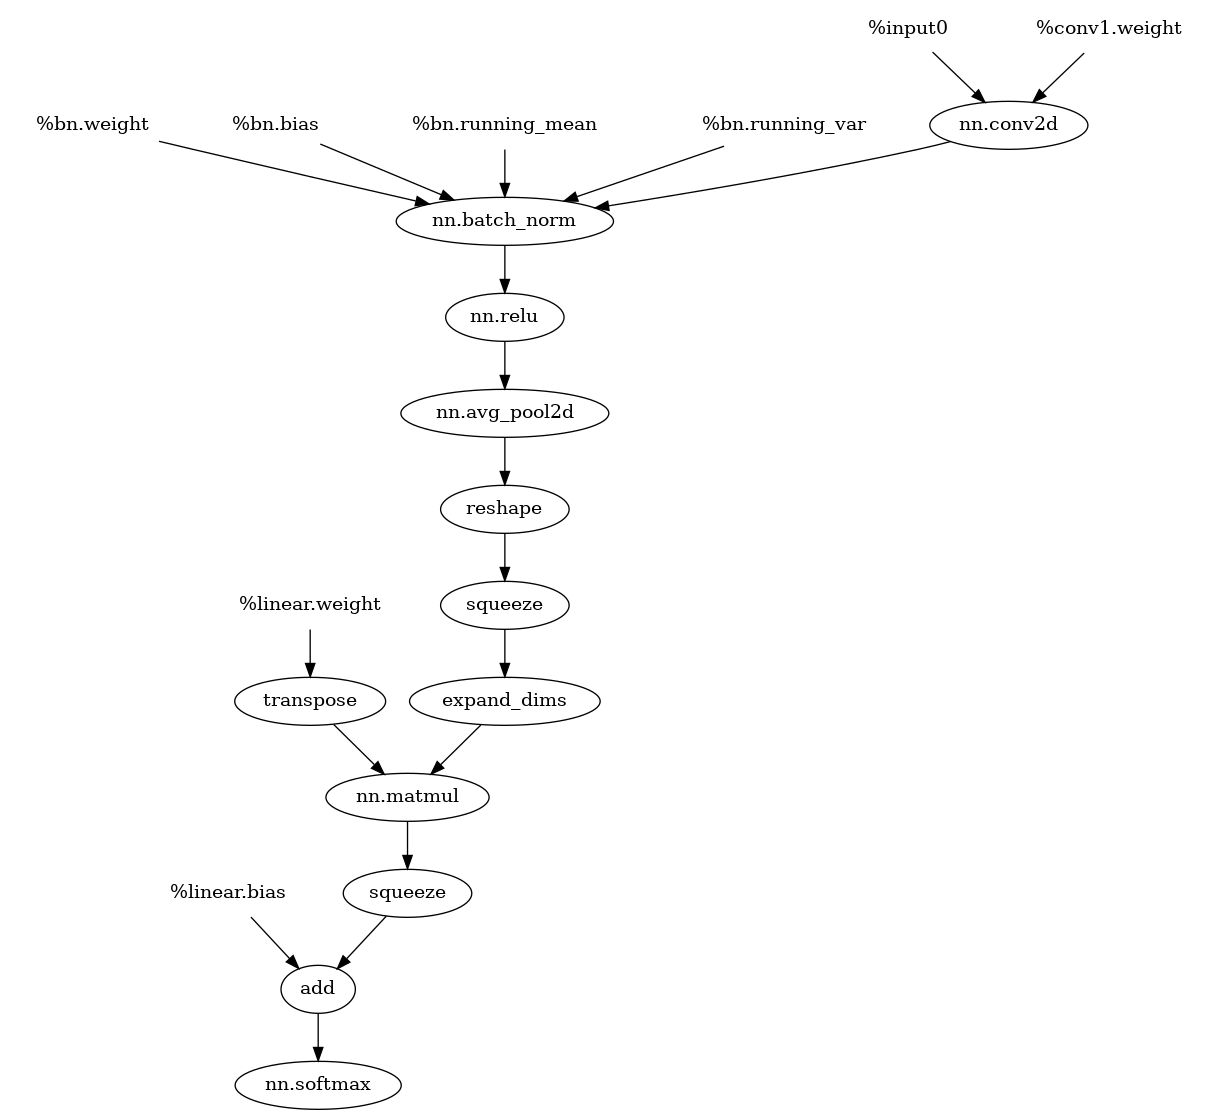 %input0
%conv1.weight
%bn.weight
%bn.bias
%bn.running_mean
%bn.running_var
nn.conv2d
nn.batch_norm
nn.relu
nn.avg_pool2d
reshape
%linear.weight
squeeze
transpose
expand_dims
nn.matmul
%linear.bias
squeeze
add
nn.softmax